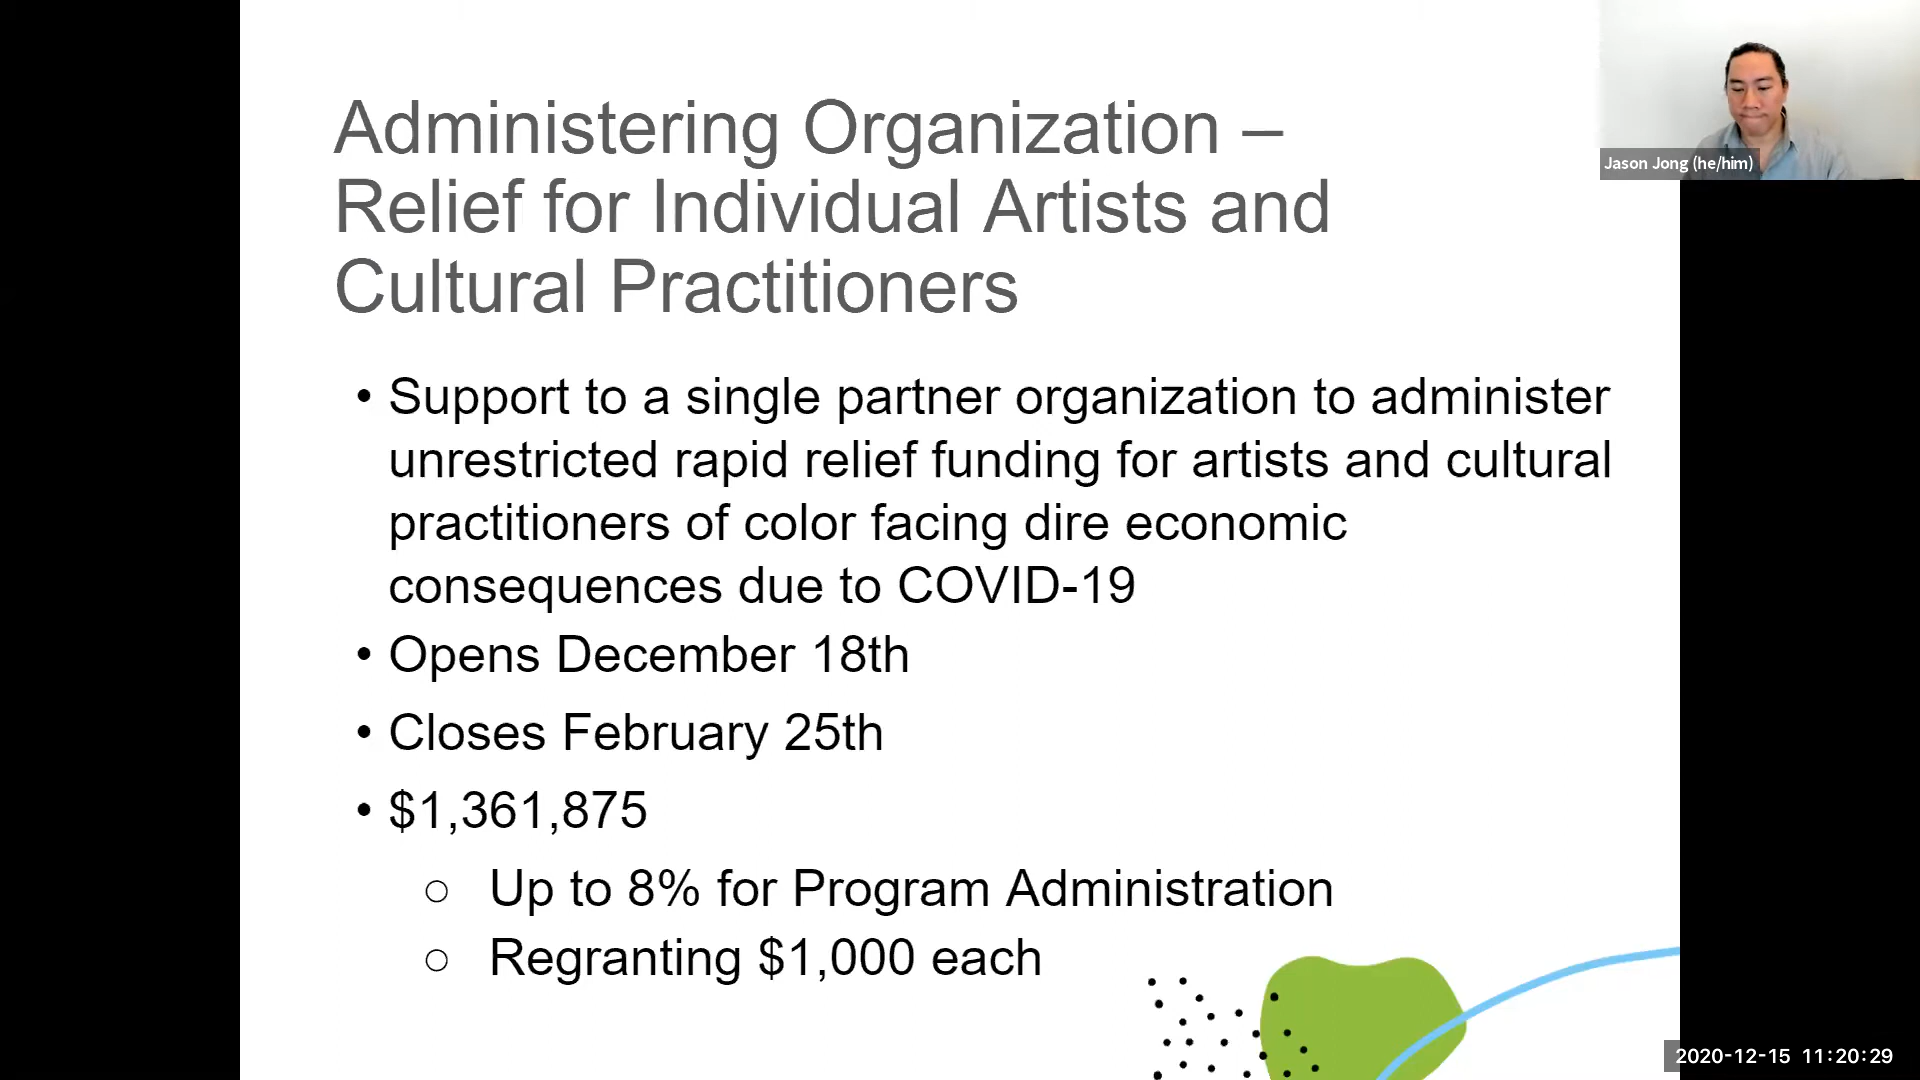 Administering Organization –
Relief for Individual Artists and
Cultural Practitioners
Jason Jong (he/him)
• Support to a single partner organization to administer
unrestricted rapid relief funding for artists and cultural
practitioners of color facing dire economic
consequences due to COVID-19
• Opens December 18th
• Closes February 25th
• $1,361,875
○ Up to 8% for Program Administration
○ Regranting $1,000 each
2020-12-15 11:20:29